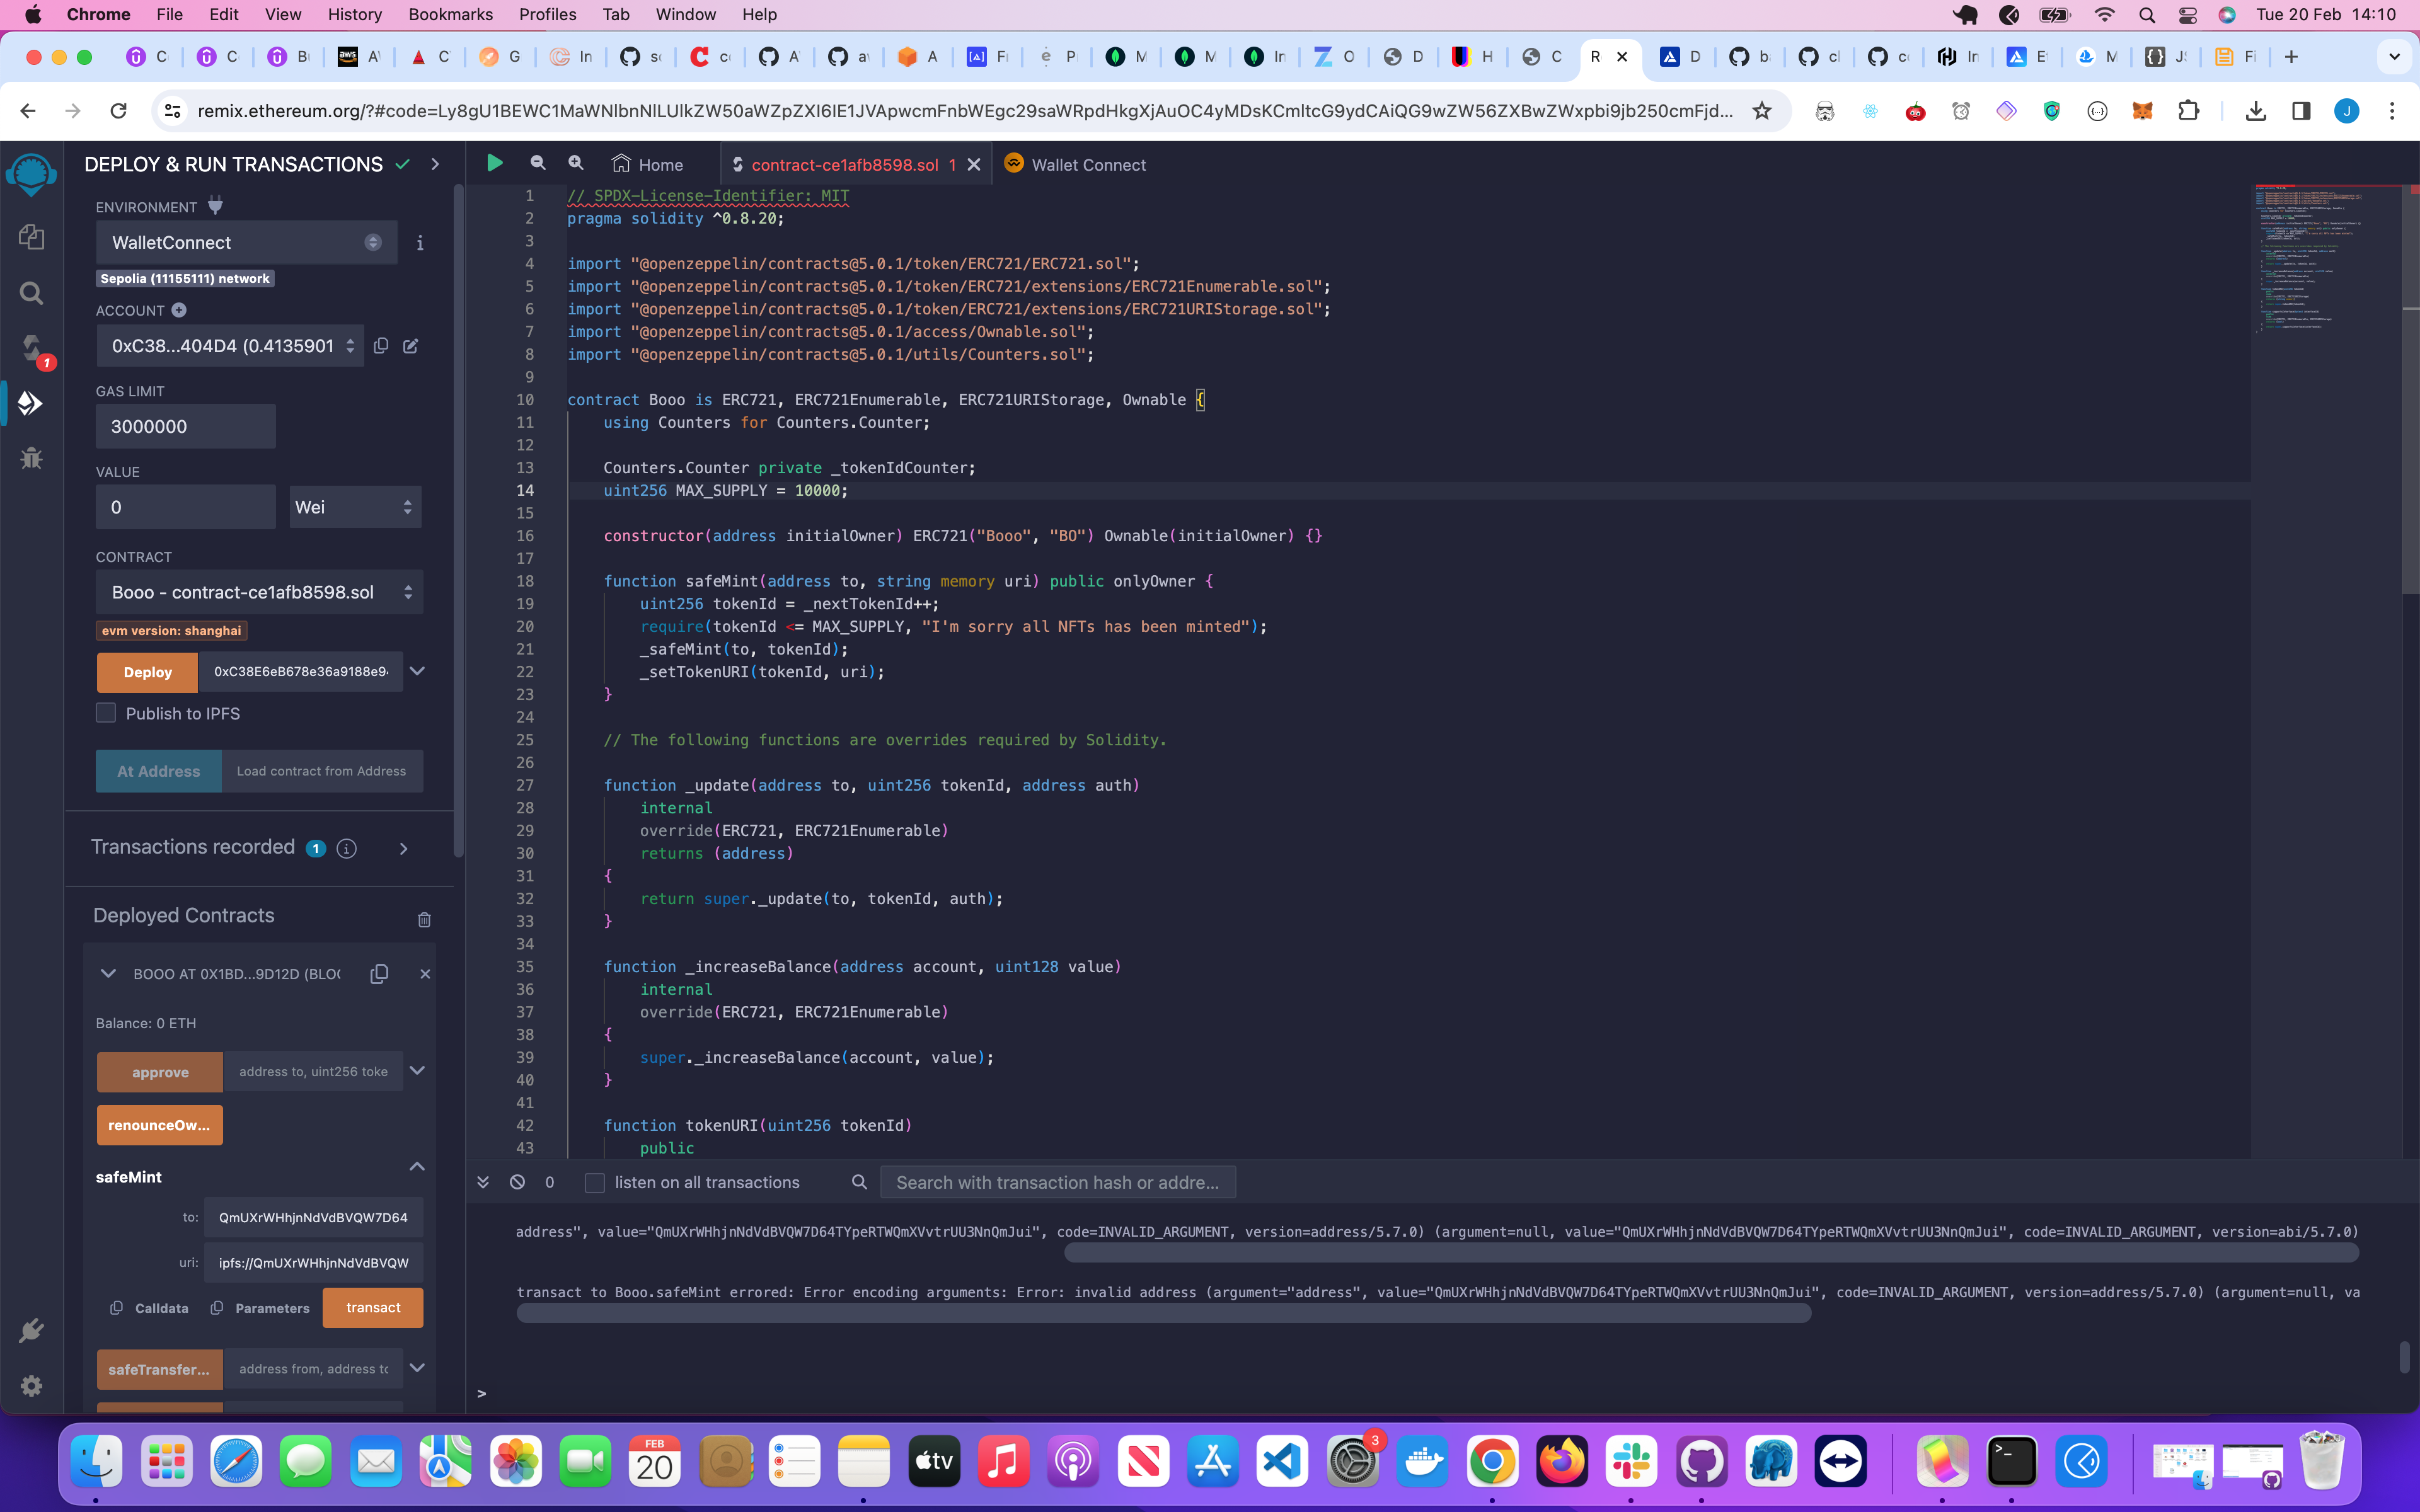 Chrome File Edit View History Bookmarks Profiles Tab Window Help
Tue 20 Feb 14:10
remix.ethereum.org/?#code=Ly8gU1BEWC1MaWNlbnNlLUlkZW50aWZpZXI6IE1JVApwcmFnbWEgc29saWRpdHkgXjAuOC4yMDsKCmltcG9ydCAiQG9wZW56ZXBwZWxpbi9jb250cmFjd...
DEPLOY & RUN TRANSACTIONS
ENVIRONMENT
WalletConnect
Sepolia (11155111) network
ACCOUNT
0xC38...404D4 (0.4135901
GAS LIMIT
3000000
VALUE
0
Wei
CONTRACT
Booo - contract-ce1afb8598.sol
evm version: shanghai
Deploy
0xC38E6eB678e36a9188e9
Publish to IPFS
At Address
Load contract from Address
Transactions recorded 1
Deployed Contracts
BOOO AT 0X1BD...9D12D (BLOC
Balance: 0 ETH
approve
address to, uint256 toke
renounceOw...
safeMint
to: QmUXrWHhjnNdVdBVQW7D64
uri: ipfs://QmUXrWHhjnNdVdBVQW
Calldata Parameters transact
safeTransfer...
address from, address to
Home
contract-ce1afb8598.sol 1
Wallet Connect
1 // SPDX-License-Identifier: MIT
2 pragma solidity ^0.8.20;
3
4 import "@openzeppelin/contracts@5.0.1/token/ERC721/ERC721.sol";
5 import "@openzeppelin/contracts@5.0.1/token/ERC721/extensions/ERC721Enumerable.sol";
6 import "@openzeppelin/contracts@5.0.1/token/ERC721/extensions/ERC721URIStorage.sol";
7 import "@openzeppelin/contracts@5.0.1/access/Ownable.sol";
8 import "@openzeppelin/contracts@5.0.1/utils/Counters.sol";
9
10 contract Booo is ERC721, ERC721Enumerable, ERC721URIStorage, Ownable {
11 using Counters for Counters.Counter;
12
13 Counters.Counter private _tokenIdCounter;
14 uint256 MAX_SUPPLY = 10000;
15
16 constructor(address initialOwner) ERC721("Booo", "BO") Ownable(initialOwner) {}
17
18 function safeMint(address to, string memory uri) public onlyOwner {
19 uint256 tokenId = _nextTokenId++;
20 require(tokenId <= MAX_SUPPLY, "I'm sorry all NFTs has been minted");
21 _safeMint(to, tokenId);
22 _setTokenURI(tokenId, uri);
23 }
24
25 // The following functions are overrides required by Solidity.
26
27 function _update(address to, uint256 tokenId, address auth)
28 internal
29 override(ERC721, ERC721Enumerable)
30 returns (address)
31 {
32 return super._update(to, tokenId, auth);
33 }
34
35 function _increaseBalance(address account, uint128 value)
36 internal
37 override(ERC721, ERC721Enumerable)
38 {
39 super._increaseBalance(account, value);
40 }
41
42 function tokenURI(uint256 tokenId)
43 public
0
listen on all transactions
Search with transaction hash or addre...
address", value="QmUXrWHhjnNdVdBVQW7D64TYpeRTWQmXVvtrUU3NnQmJui", code=INVALID_ARGUMENT, version=address/5.7.0) (argument=null, value="QmUXrWHhjnNdVdBVQW7D64TYpeRTWQmXVvtrUU3NnQmJui", code=INVALID_ARGUMENT, version=abi/5.7.0)
transact to Booo.safeMint errored: Error encoding arguments: Error: invalid address (argument="address", value="QmUXrWHhjnNdVdBVQW7D64TYpeRTWQmXVvtrUU3NnQmJui", code=INVALID_ARGUMENT, version=address/5.7.0) (argument=null, va
>
FEB
20
tv
3